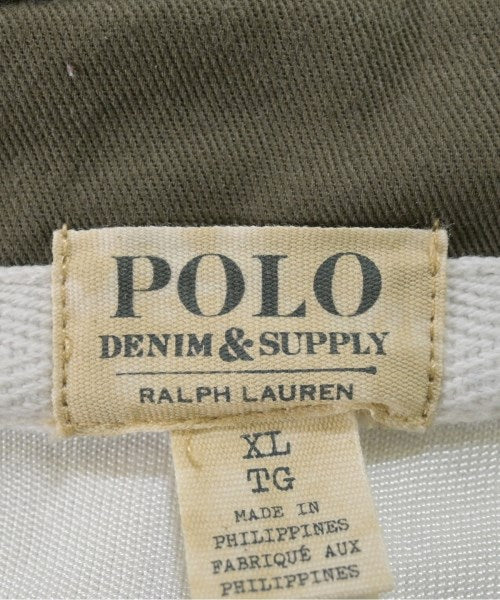 POLO
DENIM & SUPPLY
RALPH LAUREN
XL
TG
MADE IN
PHILIPPINES
FABRIQUÉ AUX
PHILIPPINES